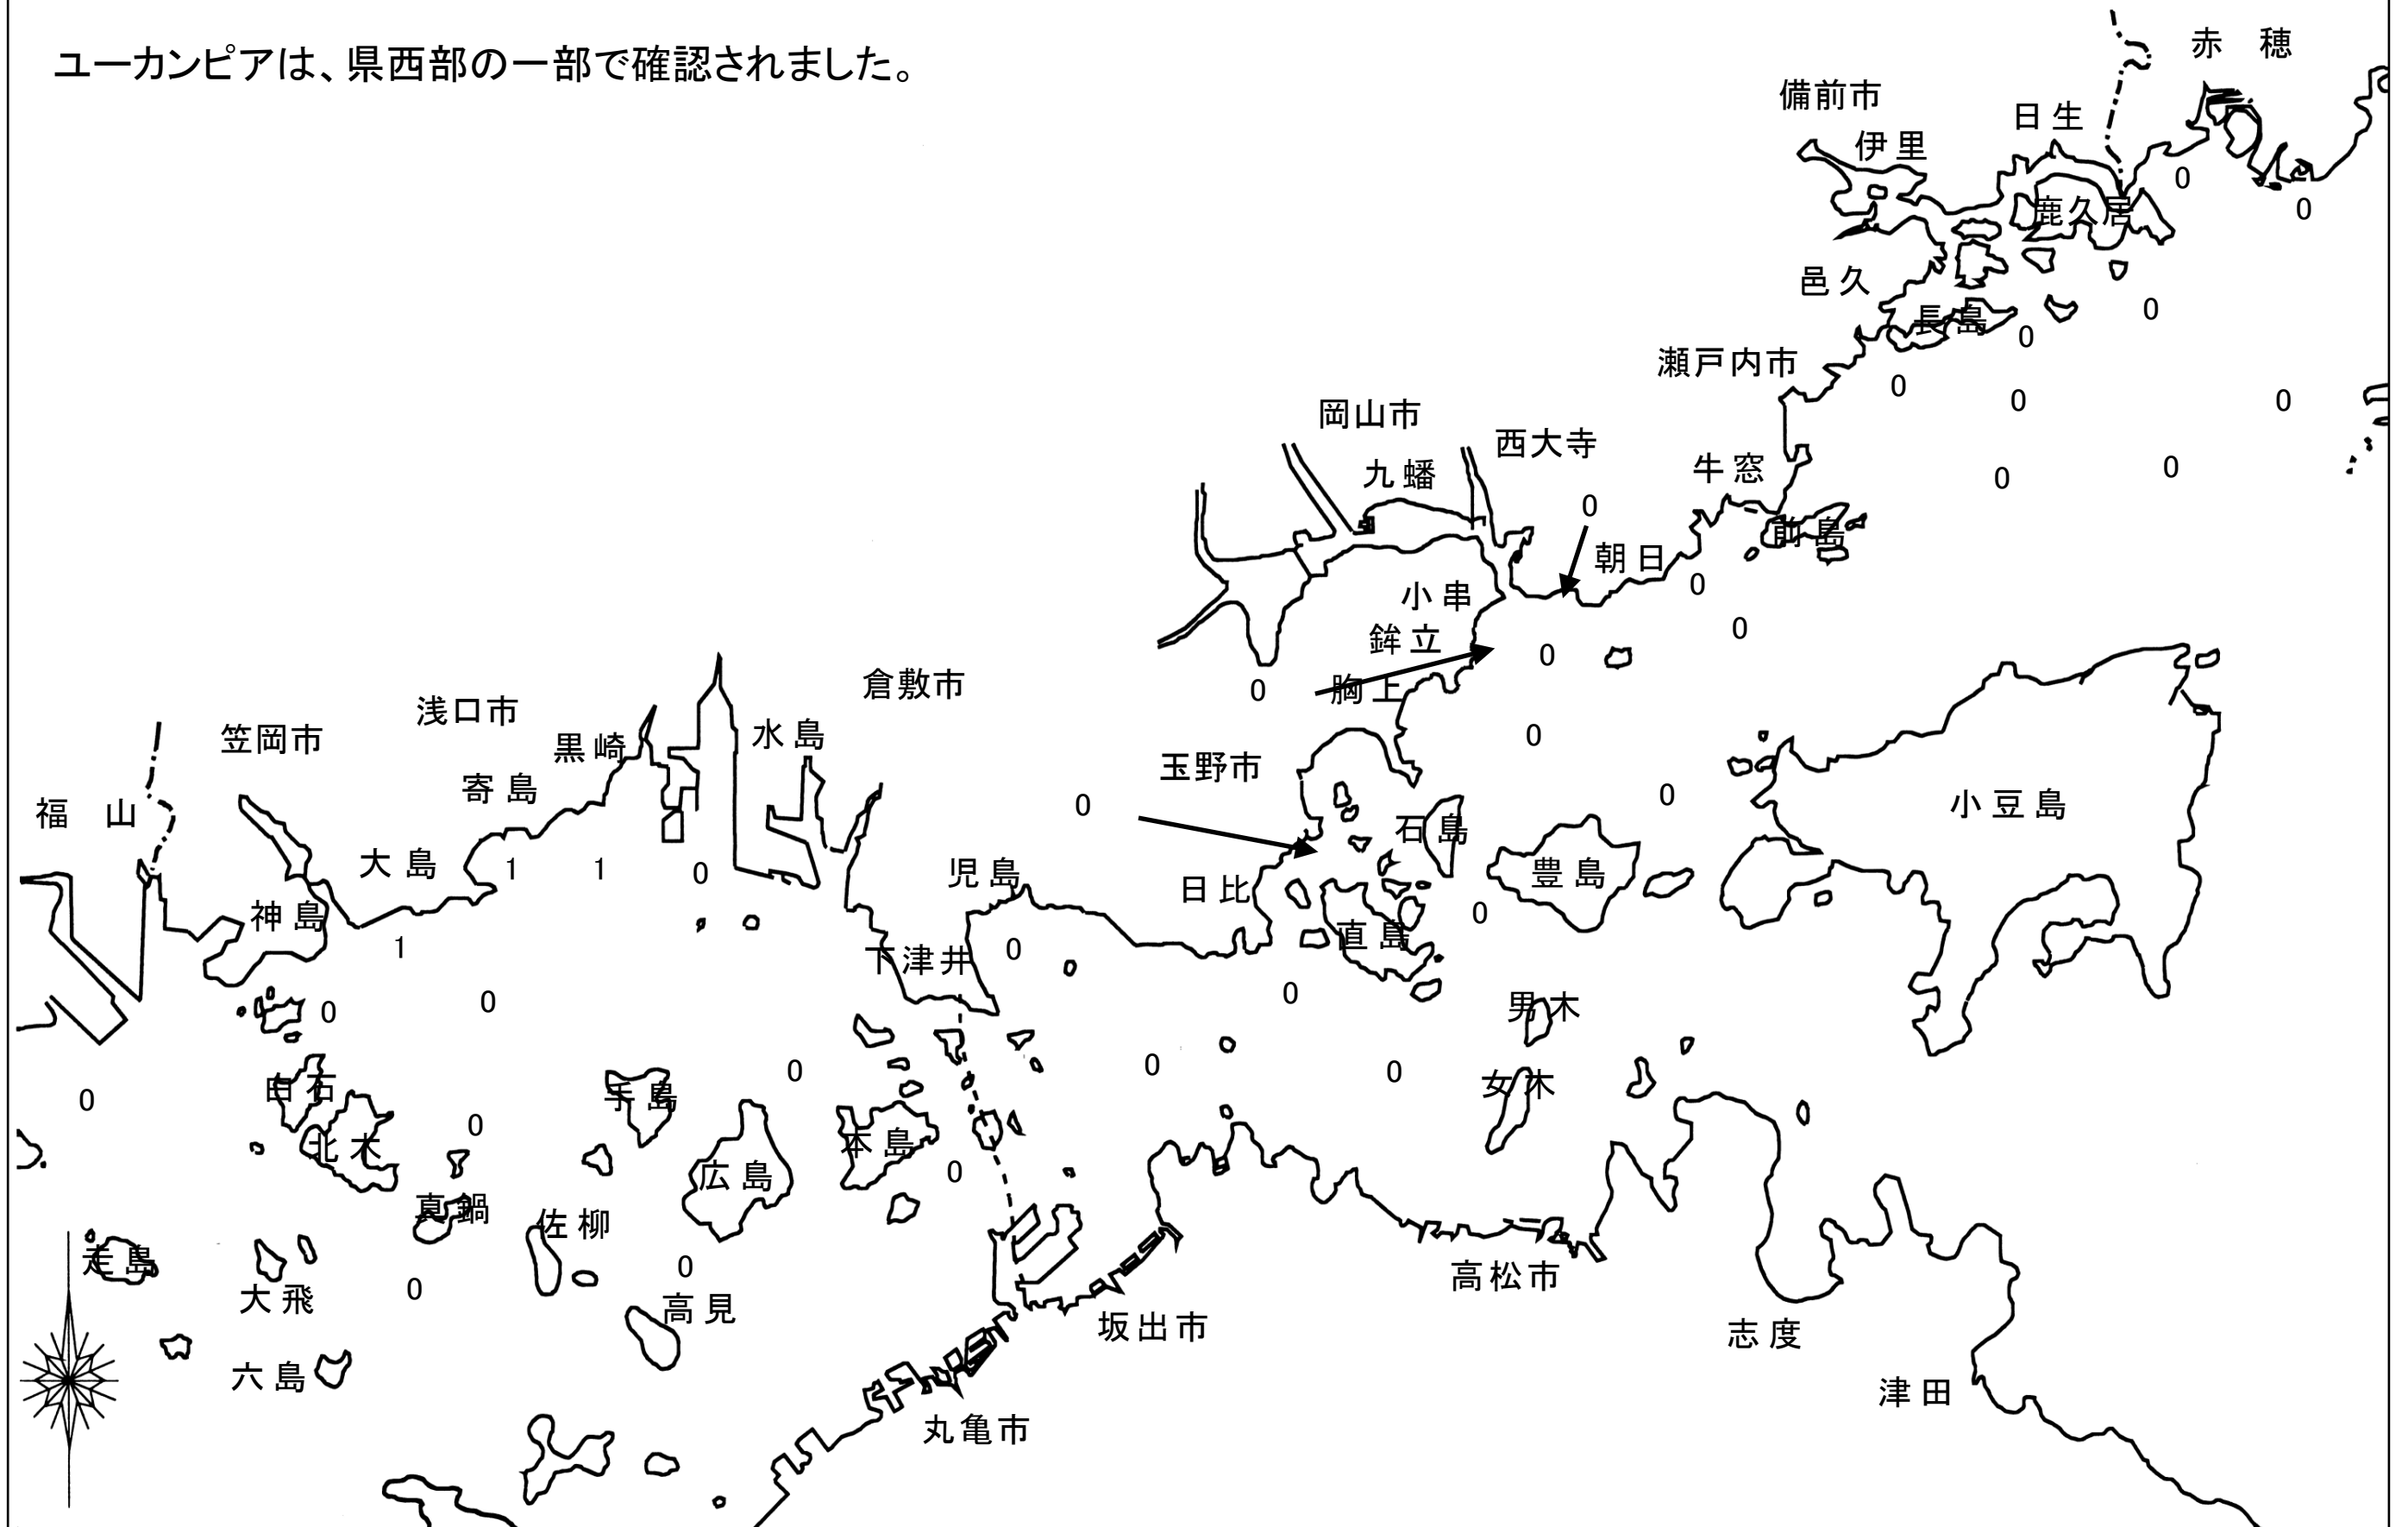 ユーカンピアは、県西部の一部で確認されました。
赤 穂
備前市
日生
伊里
0
鹿久居
0
邑久
0
長島
0
瀬戸内市
0
0
0
岡山市
西大寺
九蟠
牛窓
0
0
0
前島
朝日
0
小串
0
鉾立
0
倉敷市
0
胸上
浅口市
笠岡市
黒崎
水島
0
玉野市
寄島
0
0
小豆島
福 山
石島
大島
1
1
0
児島
豊島
日比
神島
0
直島
1
下津井
0
0
0
0
男木
0
0
0
白石
手島
女木
0
0
北木
本島
0
広島
真鍋
佐柳
走島
0
高松市
大飛
0
高見
坂出市
志度
六島
津田
丸亀市